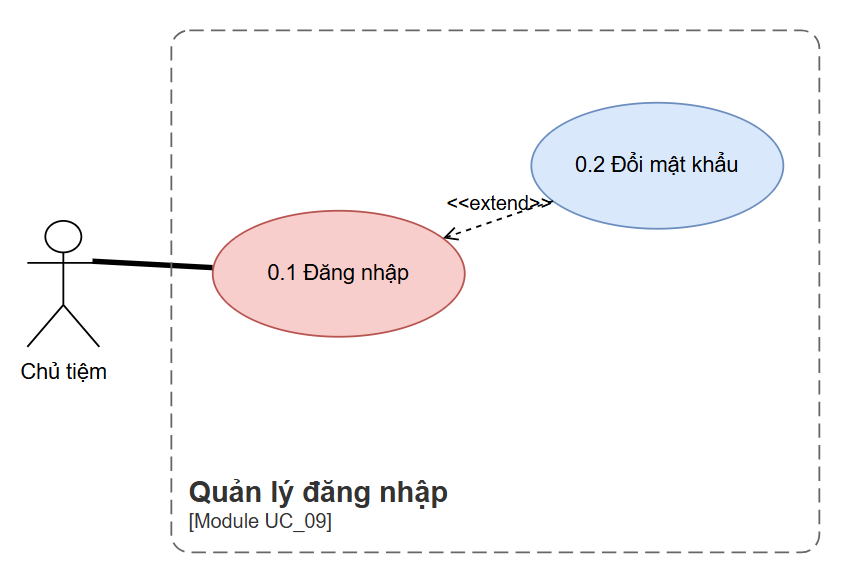 0.2 Đổi mật khẩu
<<extend>>
0.1 Đăng nhập
Chủ tiệm
Quản lý đăng nhập
[Module UC_09]